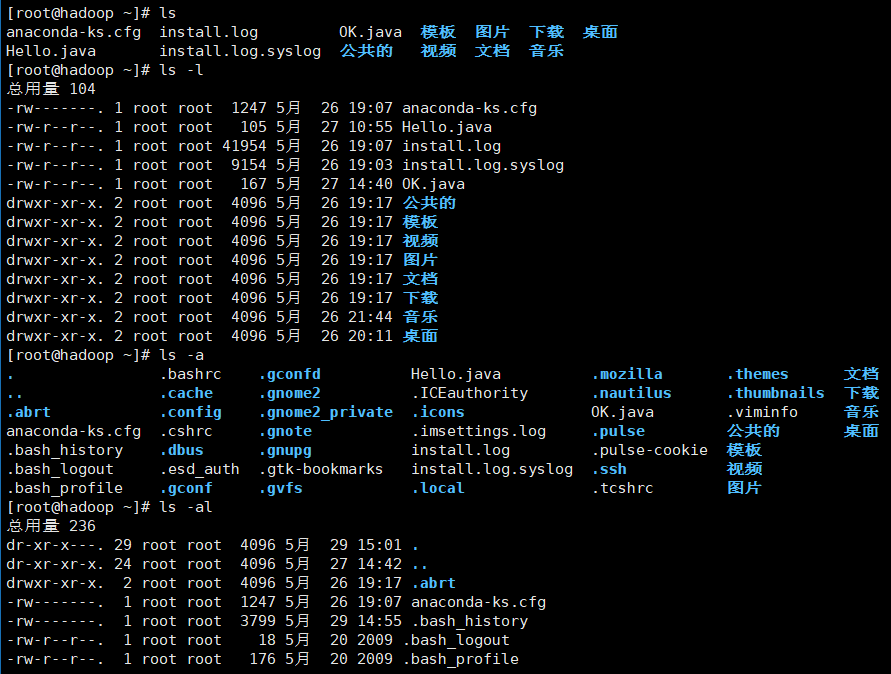 [root@hadoop ~]# ls
anaconda-ks.cfg  install.log         OK.java  模板  图片  下载  桌面
Hello.java       install.log.syslog  公共的   视频  文档  音乐
[root@hadoop ~]# ls -l
总用量 104
-rw-------. 1 root root  1247 5月  26 19:07 anaconda-ks.cfg
-rw-r--r--. 1 root root   105 5月  27 10:55 Hello.java
-rw-r--r--. 1 root root 41954 5月  26 19:07 install.log
-rw-r--r--. 1 root root  9154 5月  26 19:03 install.log.syslog
-rw-r--r--. 1 root root   167 5月  27 14:40 OK.java
drwxr-xr-x. 2 root root  4096 5月  26 19:17 公共的
drwxr-xr-x. 2 root root  4096 5月  26 19:17 模板
drwxr-xr-x. 2 root root  4096 5月  26 19:17 视频
drwxr-xr-x. 2 root root  4096 5月  26 19:17 图片
drwxr-xr-x. 2 root root  4096 5月  26 19:17 文档
drwxr-xr-x. 2 root root  4096 5月  26 19:17 下载
drwxr-xr-x. 2 root root  4096 5月  26 21:44 音乐
drwxr-xr-x. 2 root root  4096 5月  26 20:11 桌面
[root@hadoop ~]# ls -a
.                .bashrc    .gconfd           Hello.java          .mozilla       .themes      文档
..               .cache     .gnome2           .ICEauthority       .nautilus      .thumbnails  下载
.abrt            .config    .gnome2_private   .icons              OK.java        .viminfo     音乐
anaconda-ks.cfg  .cshrc     .gnote            .imsettings.log     .pulse         公共的       桌面
.bash_history    .dbus      .gnupg            install.log         .pulse-cookie  模板
.bash_logout     .esd_auth  .gtk-bookmarks    install.log.syslog  .ssh           视频
.bash_profile    .gconf     .gvfs             .local              .tcshrc        图片
[root@hadoop ~]# ls -al
总用量 236
dr-xr-x---. 29 root root  4096 5月  29 15:01 .
dr-xr-xr-x. 24 root root  4096 5月  27 14:42 ..
drwxr-xr-x.  2 root root  4096 5月  26 19:17 .abrt
-rw-------.  1 root root  1247 5月  26 19:07 anaconda-ks.cfg
-rw-------.  1 root root  3799 5月  29 14:55 .bash_history
-rw-r--r--.  1 root root    18 5月  20 2009 .bash_logout
-rw-r--r--.  1 root root   176 5月  20 2009 .bash_profile